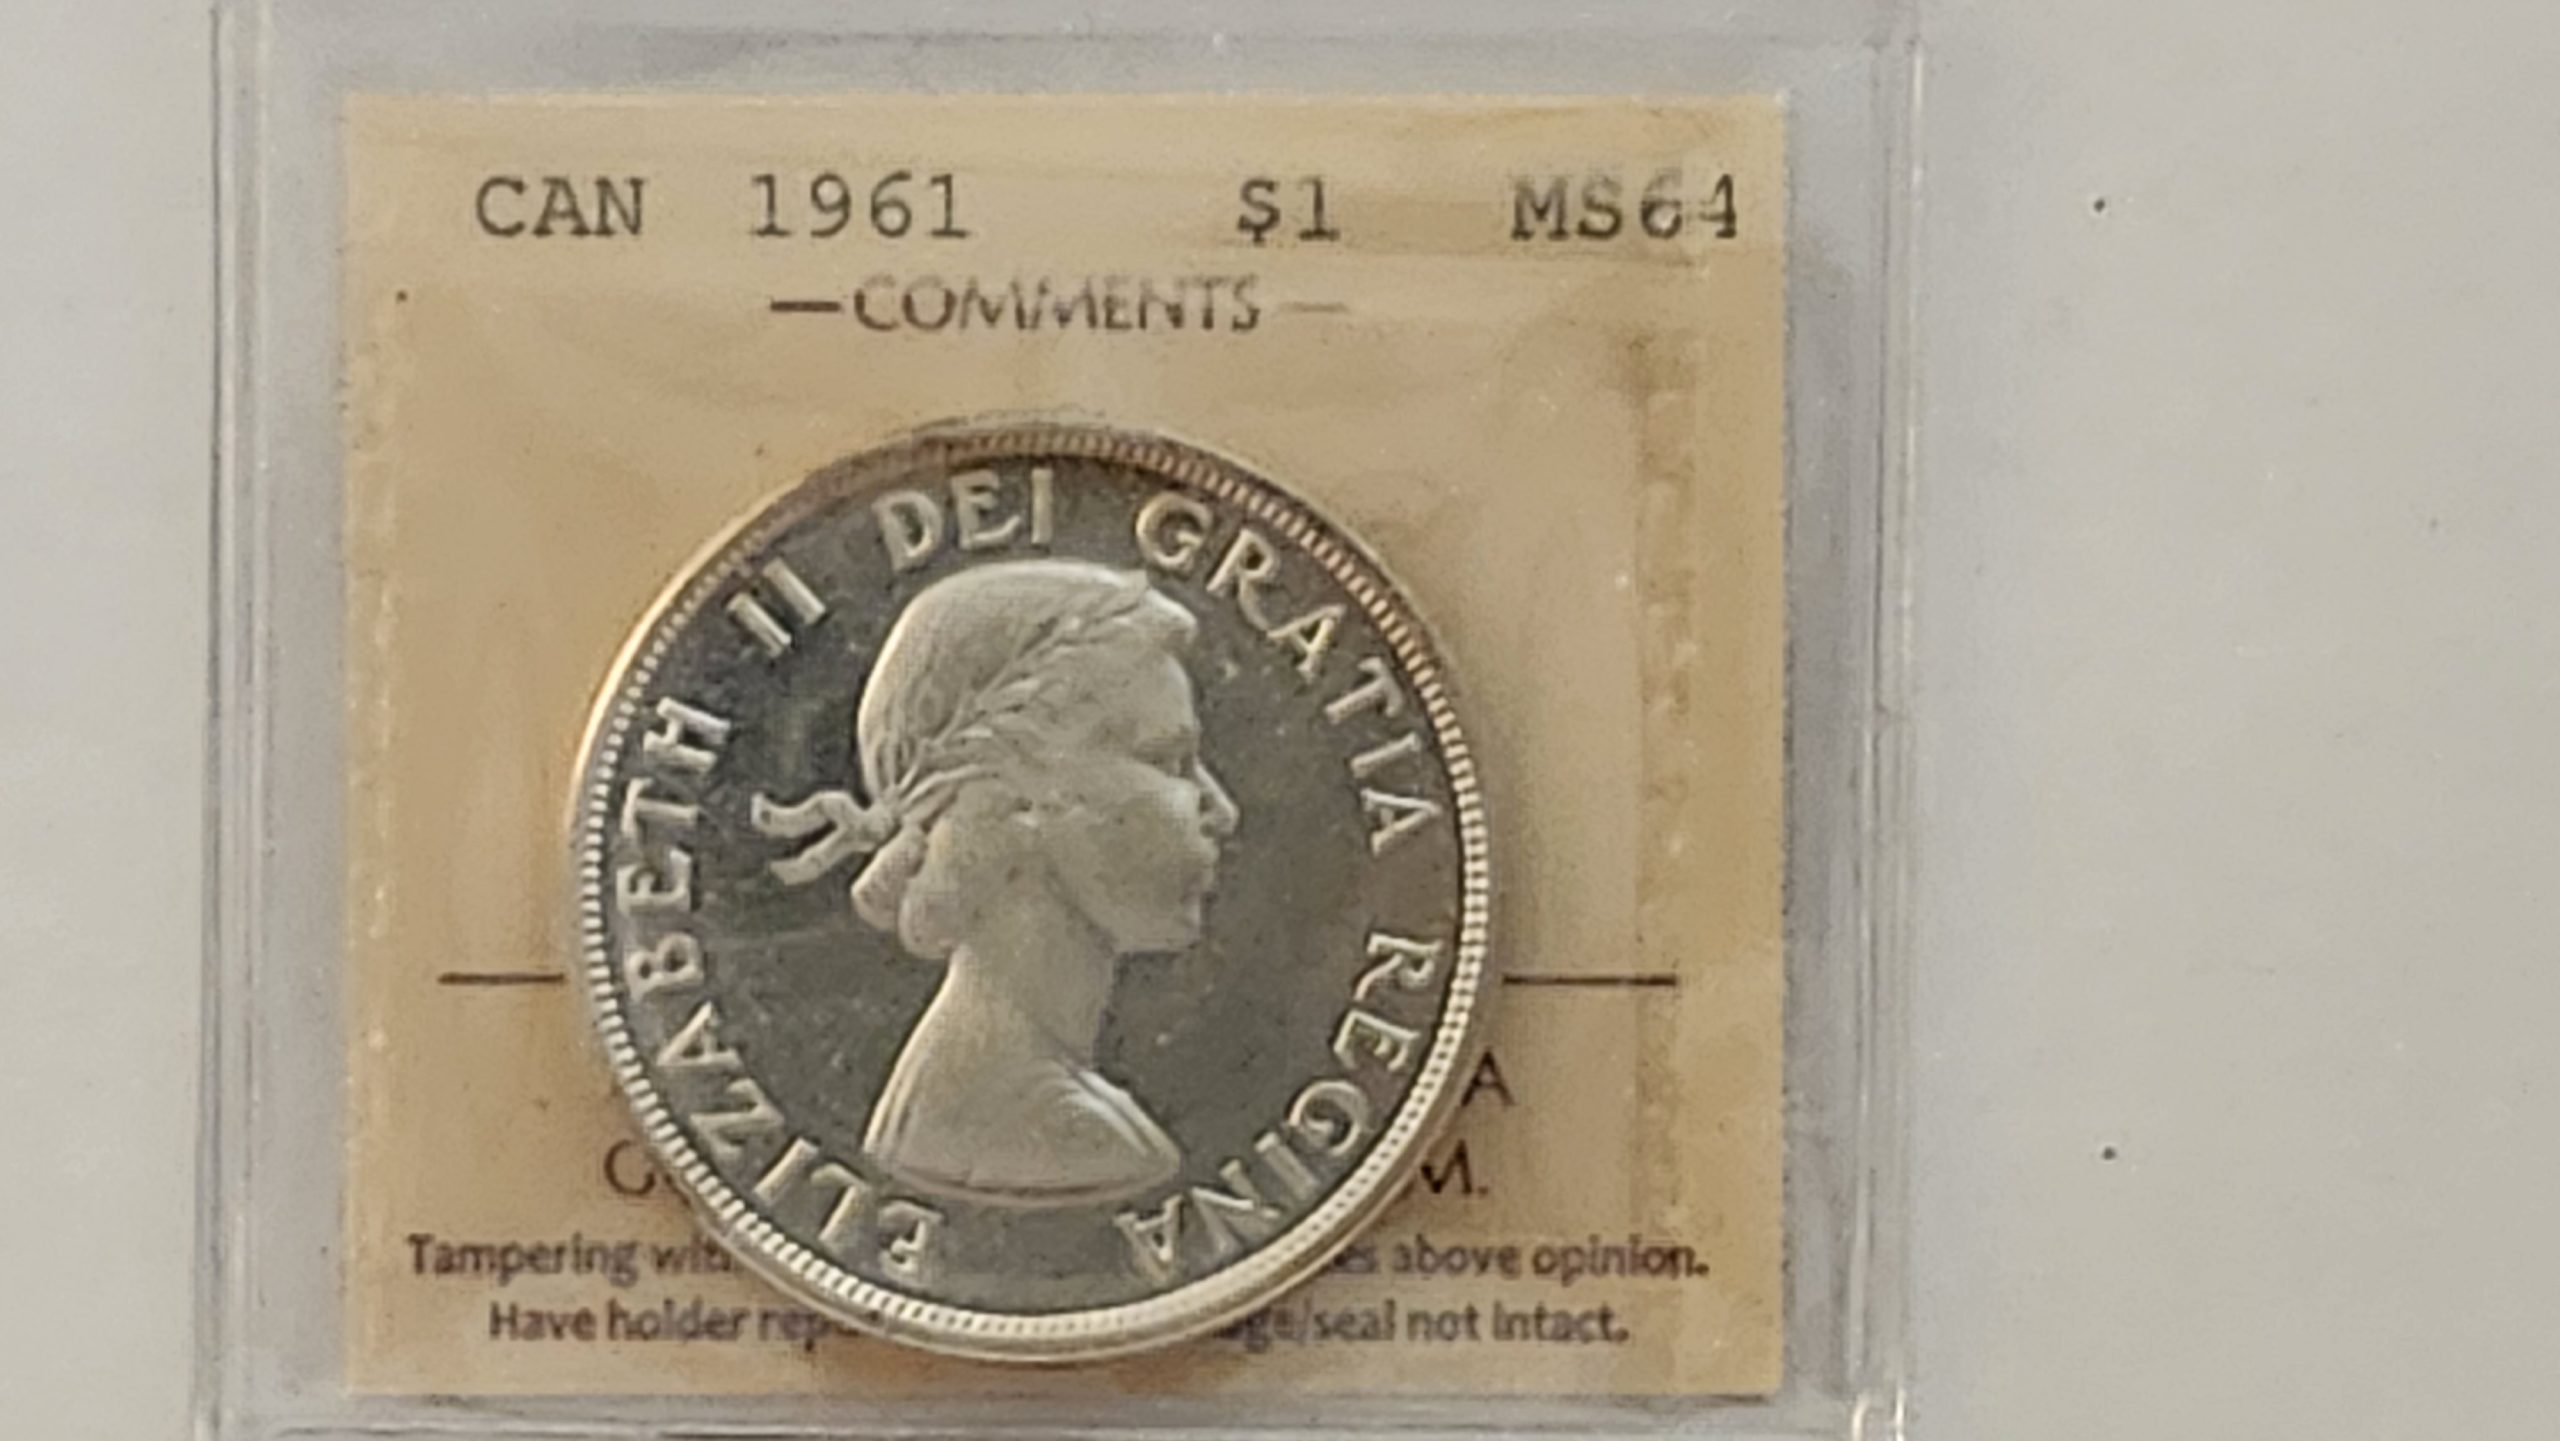 CAN 1961 $1 MS64
—COMMENTS—
ELIZABETH II DEI GRATIA REGINA
A
M.
Tampering above opinion.
Have holder seal not intact.